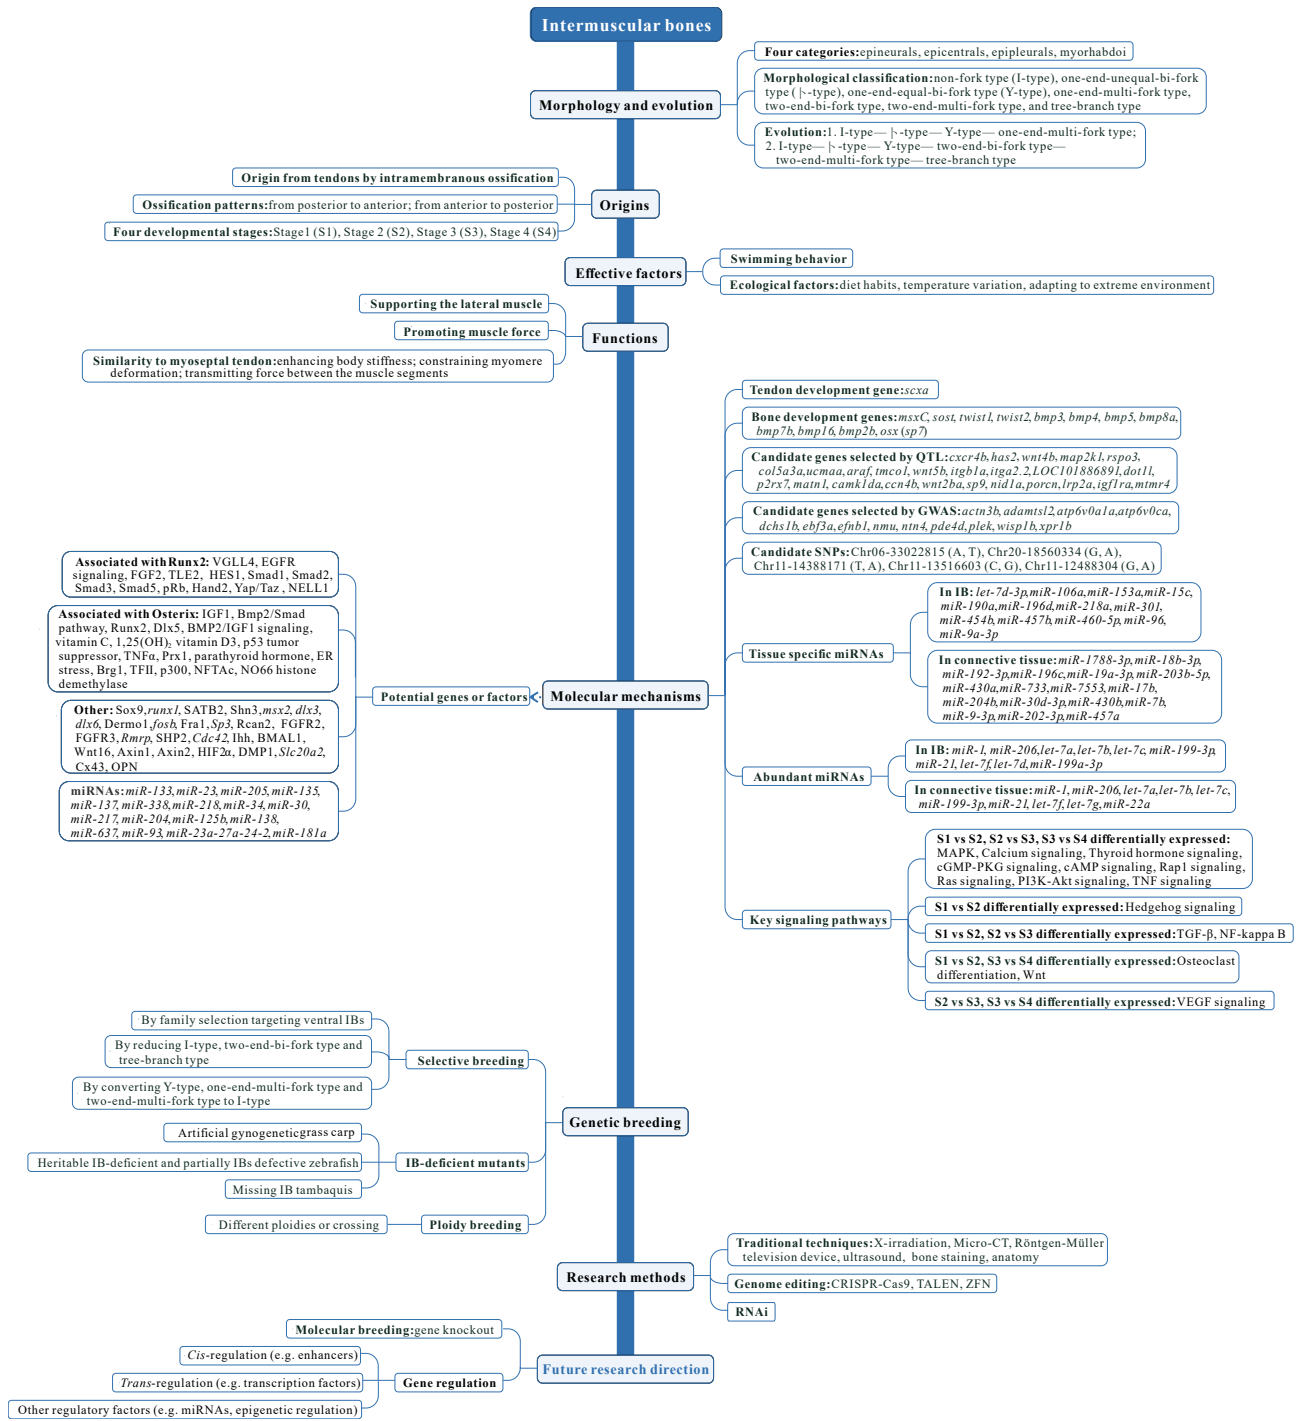 Intermuscular bones
Morphology and evolution
Four categories:epineurals, epicentrals, epipleurals, myorhabdoi
Morphological classification:non-fork type (I-type), one-end-unequal-bi-fork
type (卜-type), one-end-equal-bi-fork type (Y-type), one-end-multi-fork type,
two-end-bi-fork type, two-end-multi-fork type, and tree-branch type
Evolution:1. I-type— 卜-type— Y-type— one-end-multi-fork type;
2. I-type— 卜-type— Y-type— two-end-bi-fork type—
two-end-multi-fork type— tree-branch type
Origins
Origin from tendons by intramembranous ossification
Ossification patterns:from posterior to anterior; from anterior to posterior
Four developmental stages:Stage1 (S1), Stage 2 (S2), Stage 3 (S3), Stage 4 (S4)
Effective factors
Swimming behavior
Ecological factors:diet habits, temperature variation, adapting to extreme environment
Functions
Supporting the lateral muscle
Promoting muscle force
Similarity to myoseptal tendon:enhancing body stiffness; constraining myomere
deformation; transmitting force between the muscle segments
Molecular mechanisms
Tendon development gene:scxa
Bone development genes:msxC, sost, twist1, twist2, bmp3, bmp4, bmp5, bmp8a,
bmp7b, bmp16, bmp2b, osx (sp7)
Candidate genes selected by QTL:cxcr4b, has2, wnt4b, map2k1, rspo3,
col5a3a,ucmaa, araf, tmco1, wnt5b, itgb1a, itga2.2,LOC101886891,dot1l,
p2rx7, matn1, camk1da,ccn4b, wnt2ba, sp9, nid1a, porcn, lrp2a, igf1ra,mtmr4
Candidate genes selected by GWAS:actn3b, adamtsl2, atp6v0a1a,atp6v0ca,
dchs1b, ebf3a, efnb1, nmu, ntn4, pde4d, plek, wisp1b, xpr1b
Candidate SNPs:Chr06-33022815 (A, T), Chr20-18560334 (G, A),
Chr11-14388171 (T, A), Chr11-13516603 (C, G), Chr11-12488304 (G, A)
Tissue specific miRNAs
In IB: let-7d-3p,miR-106a,miR-153a,miR-15c,
miR-190a,miR-196d,miR-218a,miR-301,
miR-454b, miR-457b,miR-460-5p, miR-96,
miR-9a-3p
In connective tissue:miR-1788-3p, miR-18b-3p,
miR-192-3p,miR-196c,miR-19a-3p,miR-203b-5p,
miR-430a,miR-733,miR-7553,miR-17b,
miR-204b,miR-30d-3p,miR-430b,miR-7b,
miR-9-3p,miR-202-3p,miR-457a
Abundant miRNAs
In IB: miR-1, miR-206,let-7a,let-7b, let-7c, miR-199-3p,
miR-21, let-7f,let-7d,miR-199a-3p
In connective tissue:miR-1, miR-206, let-7a,let-7b, let-7c,
miR-199-3p,miR-21, let-7f, let-7g,miR-22a
Key signaling pathways
S1 vs S2, S2 vs S3, S3 vs S4 differentially expressed:
MAPK, Calcium signaling, Thyroid hormone signaling,
cGMP-PKG signaling, cAMP signaling, Rap1 signaling,
Ras signaling, PI3K-Akt signaling, TNF signaling
S1 vs S2 differentially expressed:Hedgehog signaling
S1 vs S2, S2 vs S3 differentially expressed:TGF-β, NF-kappa B
S1 vs S2, S3 vs S4 differentially expressed:Osteoclast
differentiation, Wnt
S2 vs S3, S3 vs S4 differentially expressed:VEGF signaling
Potential genes or factors
Associated with Runx2: VGLL4, EGFR
signaling, FGF2, TLE2, HES1, Smad1, Smad2,
Smad3, Smad5, pRb, Hand2, Yap/Taz , NELL1
Associated with Osterix: IGF1, Bmp2/Smad
pathway, Runx2, Dlx5, BMP2/IGF1 signaling,
vitamin C, 1,25(OH)2 vitamin D3, p53 tumor
suppressor, TNFα, Prx1, parathyroid hormone, ER
stress, Brg1, TFII, p300, NFTAc, NO66 histone
demethylase
Other: Sox9,runx1, SATB2, Shn3,msx2, dlx3,
dlx6, Dermo1,fosb, Fra1,Sp3, Rcan2, FGFR2,
FGFR3, Rmrp, SHP2, Cdc42, Ihh, BMAL1,
Wnt16, Axin1, Axin2, HIF2α, DMP1, Slc20a2,
Cx43, OPN
miRNAs:miR-133, miR-23, miR-205, miR-135,
miR-137, miR-338, miR-218, miR-34, miR-30,
miR-217, miR-204, miR-125b, miR-138,
miR-637, miR-93, miR-23a-27a-24-2, miR-181a
Genetic breeding
Selective breeding
By family selection targeting ventral IBs
By reducing I-type, two-end-bi-fork type and
tree-branch type
By converting Y-type, one-end-multi-fork type and
two-end-multi-fork type to I-type
IB-deficient mutants
Artificial gynogeneticgrass carp
Heritable IB-deficient and partially IBs defective zebrafish
Missing IB tambaquis
Ploidy breeding
Different ploidies or crossing
Research methods
Traditional techniques:X-irradiation, Micro-CT, Röntgen-Müller
television device, ultrasound, bone staining, anatomy
Genome editing:CRISPR-Cas9, TALEN, ZFN
RNAi
Future research direction
Molecular breeding:gene knockout
Gene regulation
Cis-regulation (e.g. enhancers)
Trans-regulation (e.g. transcription factors)
Other regulatory factors (e.g. miRNAs, epigenetic regulation)